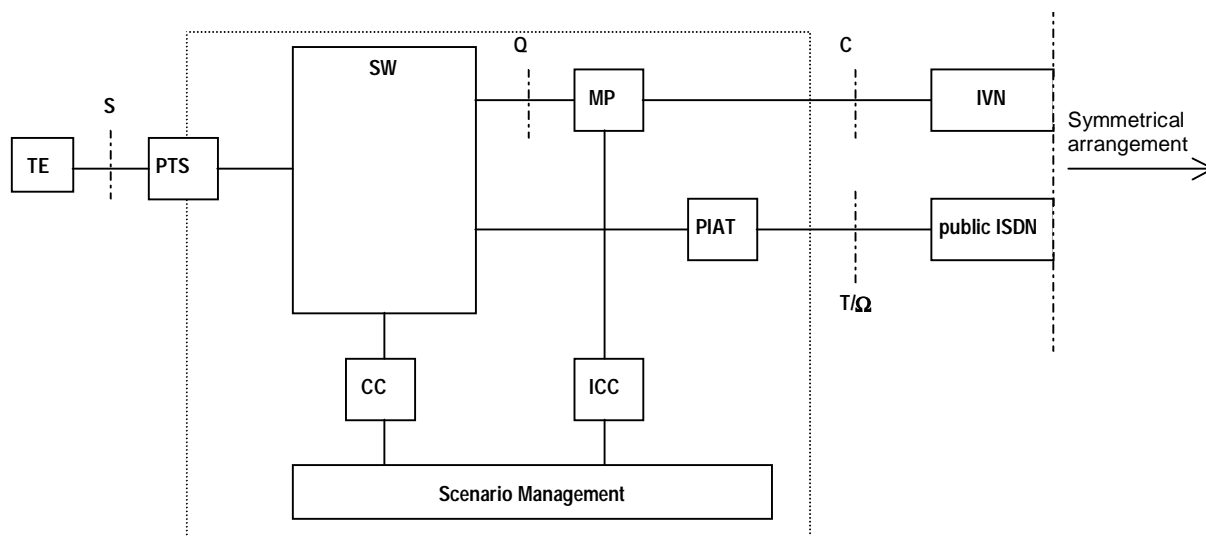 Q
C
SW
S
MP
IVN
Symmetrical
arrangement
TE
PTS
PIAT
public ISDN
T/Ω
CC
ICC
Scenario Management